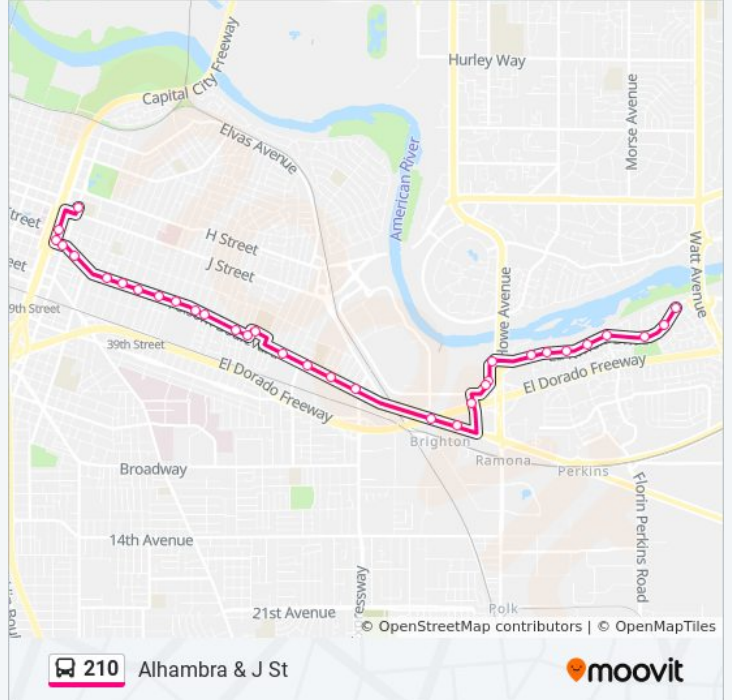 Hurley Way
Capital City Freeway
Morse Avenue
Elvas Avenue
American River
Street
H Street
J Street
Watt Avenue
9th Street
Howe Avenue
39th Street
El Dorado Freeway
El Dorado Freeway
Brighton
Ramona
Perkins
Broadway
Florin Perkins Road
14th Avenue
21st Avenue
Polk
© OpenStreetMap contributors | © OpenMapTiles
210 Alhambra & J St
moovit